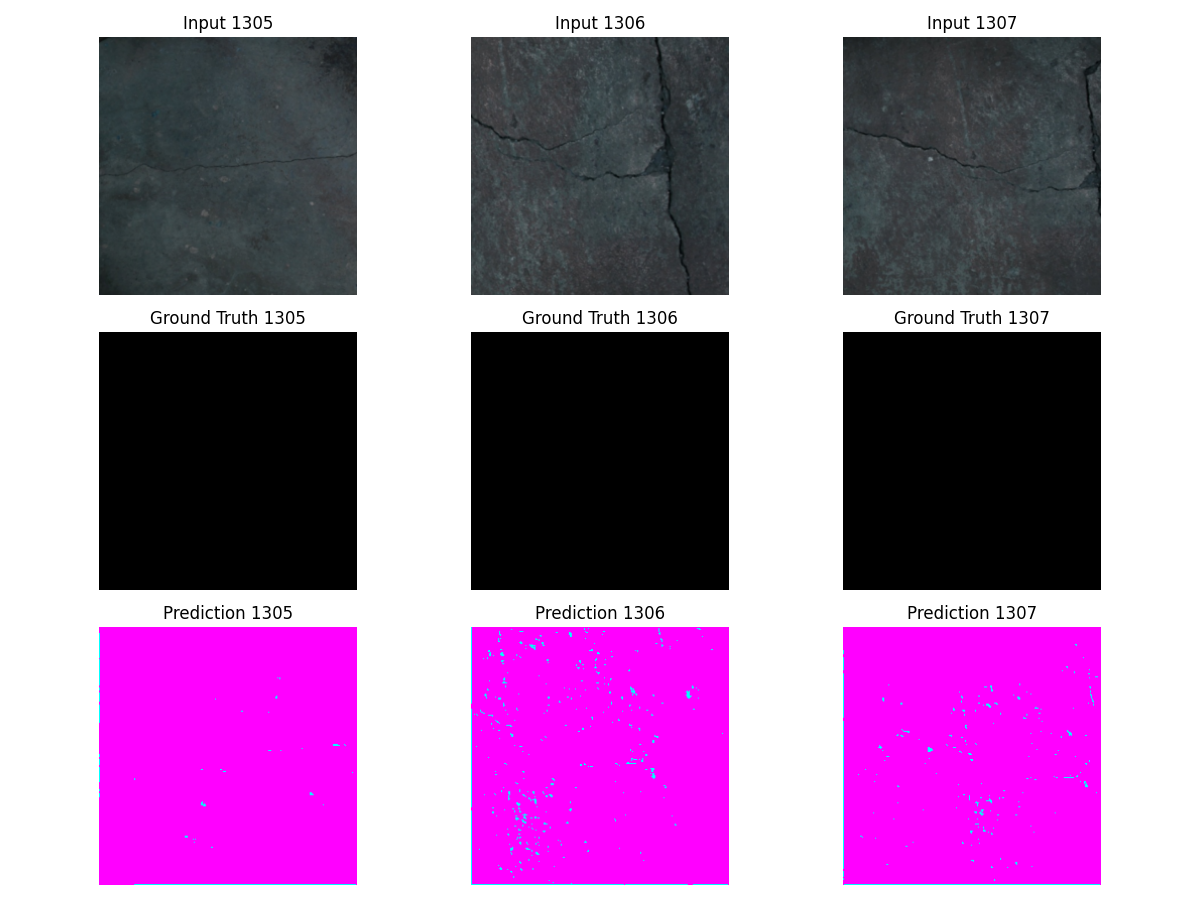 Input 1305
Input 1306
Input 1307
Ground Truth 1305
Ground Truth 1306
Ground Truth 1307
Prediction 1305
Prediction 1306
Prediction 1307